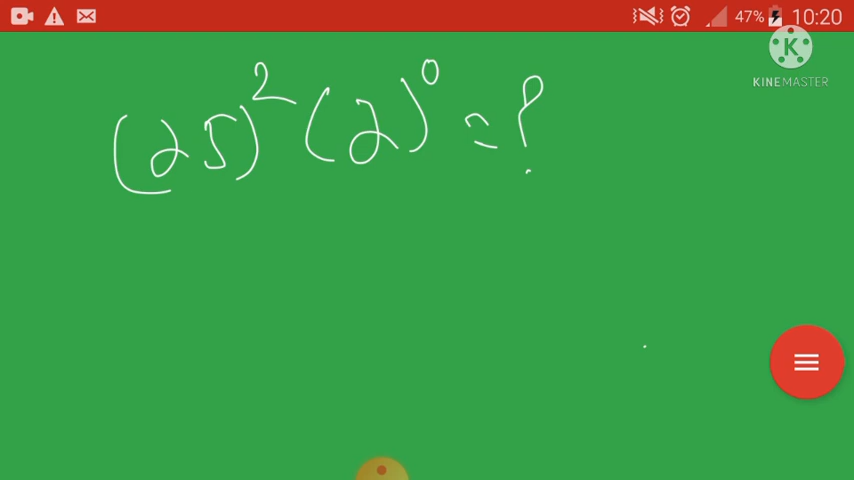 47% 10:20
KINEMASTER
(25)² (2)⁰ = ?